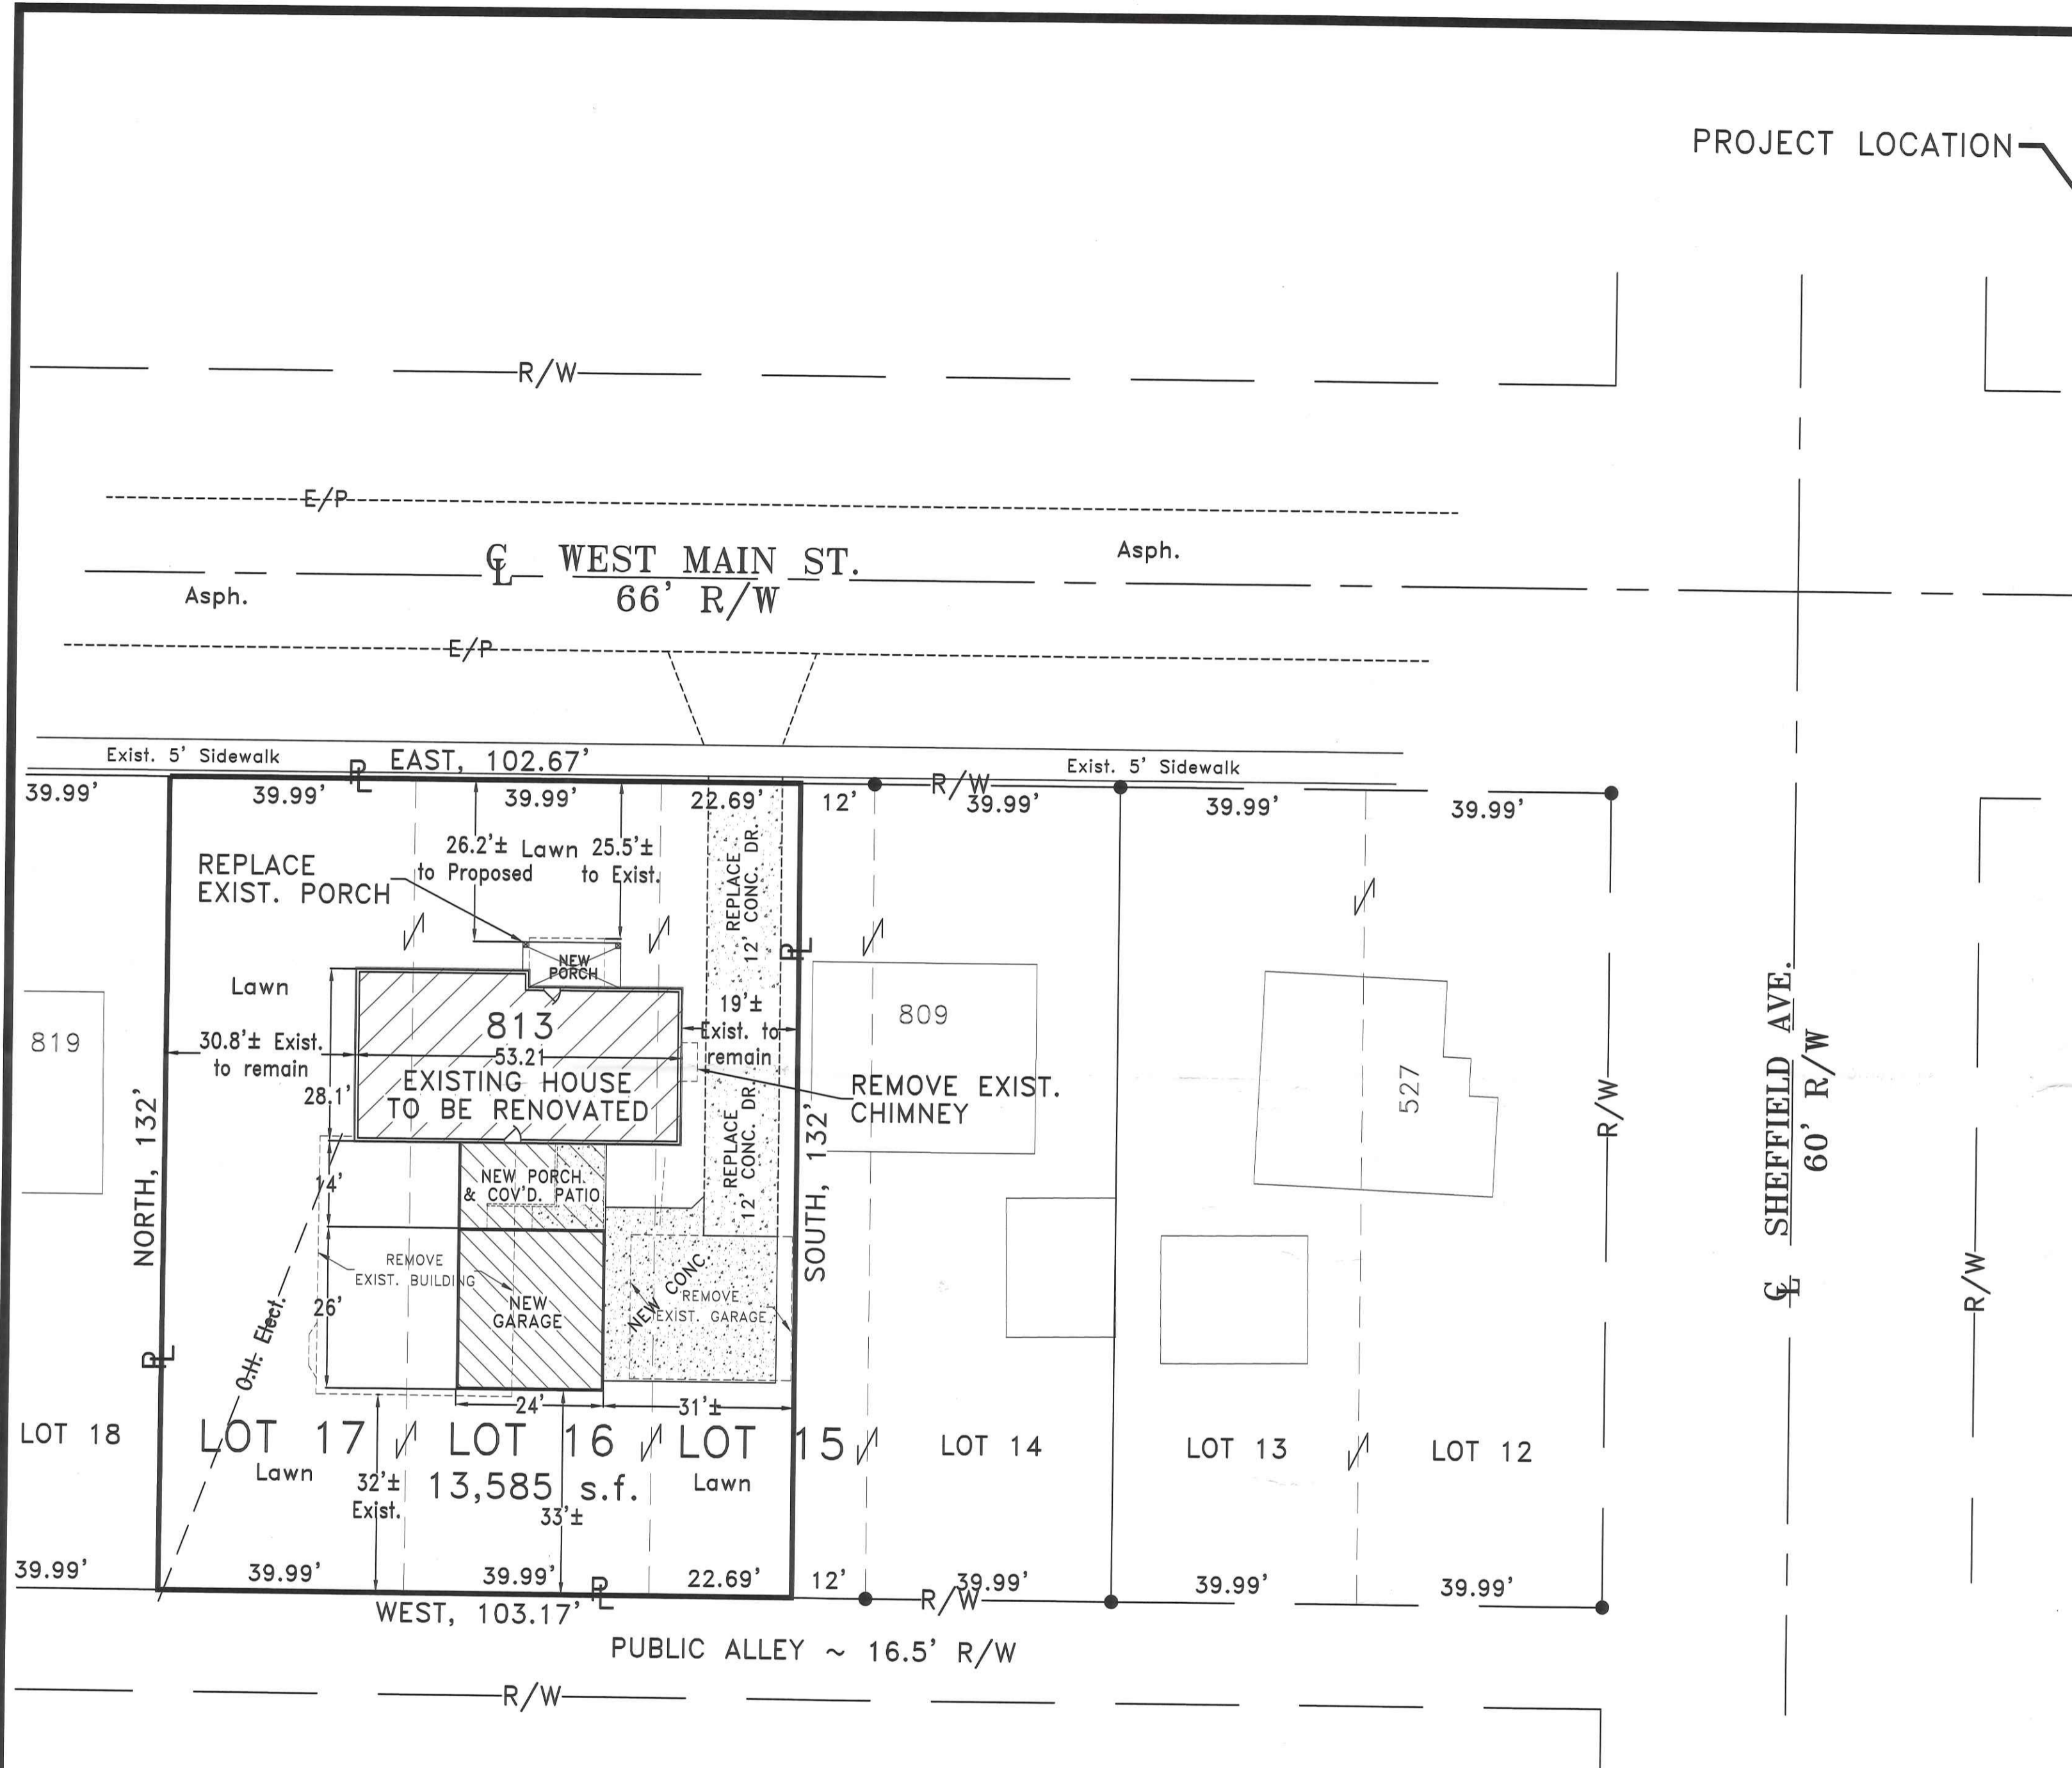 PROJECT LOCATION
R/W
E/P
℄ WEST MAIN ST.
66' R/W
Asph.
Asph.
E/P
Exist. 5' Sidewalk
EAST, 102.67'
Exist. 5' Sidewalk
PL
R/W
39.99'
39.99'
39.99'
22.69'
12'
39.99'
39.99'
39.99'
26.2'± Lawn 25.5'±
to Proposed
to Exist.
REPLACE
EXIST. PORCH
REPLACE
12' CONC. DR.
PL
NEW
PORCH
Lawn
819
813
53.21
EXISTING HOUSE
TO BE RENOVATED
30.8'± Exist.
to remain
28.1'
19'±
Exist. to
remain
809
REMOVE EXIST.
CHIMNEY
527
R/W
℄ SHEFFIELD AVE.
60' R/W
R/W
NORTH, 132'
SOUTH, 132'
REPLACE
12' CONC. DR.
NEW PORCH
& COV'D. PATIO
14'
REMOVE
EXIST. BUILDING
26'
NEW
GARAGE
NEW CONC.
REMOVE
EXIST. GARAGE
O.H. Elect.
PL
24'
31'±
LOT 18
LOT 17
LOT 16
LOT 15
LOT 14
LOT 13
LOT 12
Lawn
32'±
Exist.
13,585 s.f.
33'±
Lawn
39.99'
39.99'
39.99'
22.69'
12'
39.99'
39.99'
39.99'
PL
R/W
WEST, 103.17'
PUBLIC ALLEY ~ 16.5' R/W
R/W